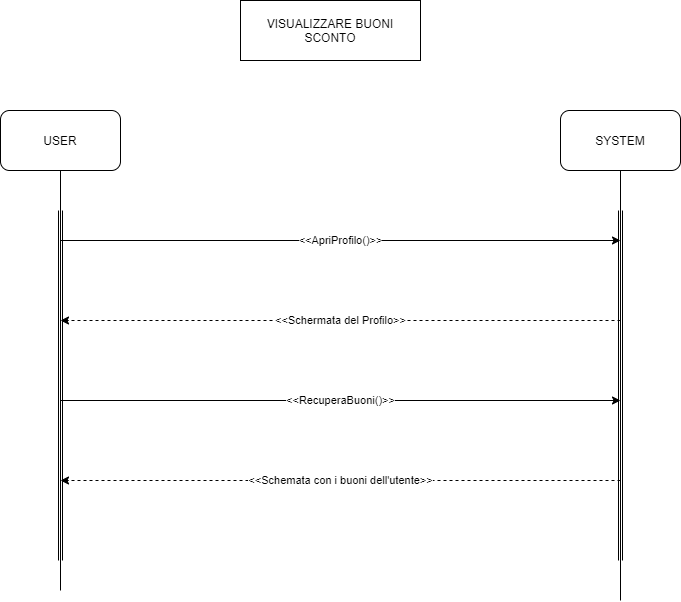 VISUALIZZARE BUONI
SCONTO
USER
SYSTEM
<<ApriProfilo()>>
<<Schermata del Profilo>>
<<RecuperaBuoni()>>
<<Schemata con i buoni dell'utente>>